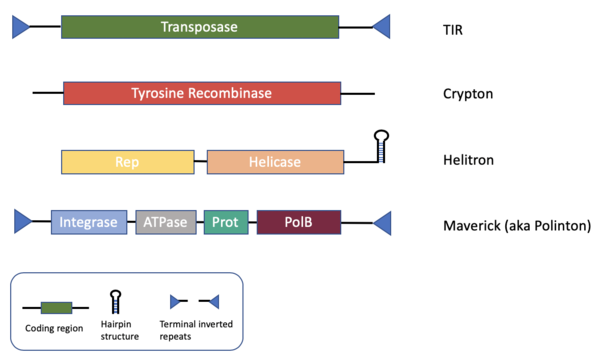 Transposase TIR
Tyrosine Recombinase Crypton
Rep Helicase Helitron
Integrase ATPase Prot PolB Maverick (aka Polinton)
Coding region Hairpin structure Terminal inverted repeats